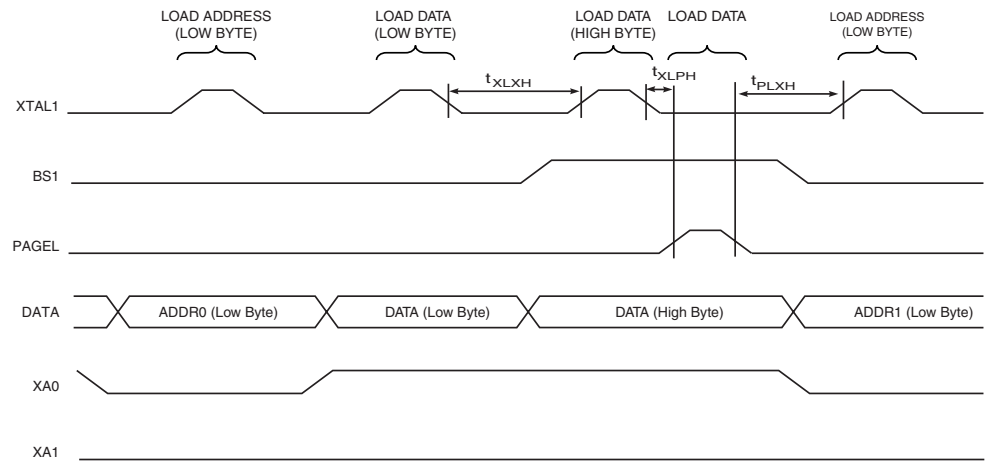 LOAD ADDRESS
(LOW BYTE)
LOAD DATA
(LOW BYTE)
LOAD DATA
(HIGH BYTE)
LOAD DATA
LOAD ADDRESS
(LOW BYTE)
tXLXH
tXLPH
tPLXH
XTAL1
BS1
PAGEL
DATA
ADDR0 (Low Byte)
DATA (Low Byte)
DATA (High Byte)
ADDR1 (Low Byte)
XA0
XA1